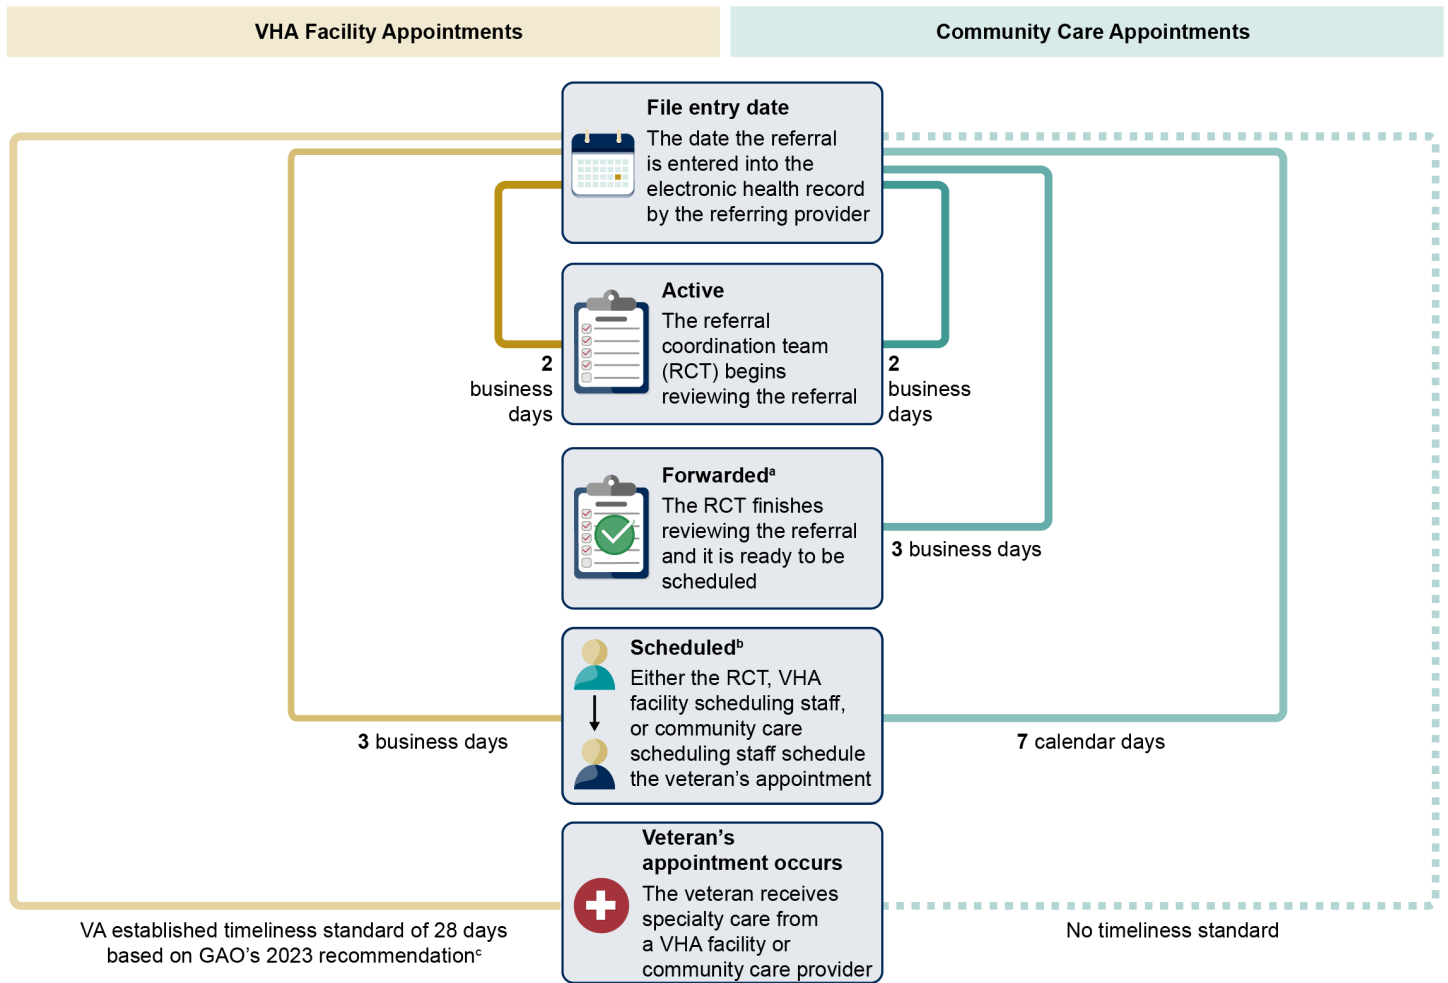 VHA Facility Appointments
Community Care Appointments
File entry date
The date the referral
is entered into the
electronic health record
by the referring provider
Active
The referral
coordination team
(RCT) begins
reviewing the referral
2
business
days
2
business
days
Forwardedᵃ
The RCT finishes
reviewing the referral
and it is ready to be
scheduled
3 business days
Scheduledᵇ
Either the RCT, VHA
facility scheduling staff,
or community care
scheduling staff schedule
the veteran’s appointment
3 business days
7 calendar days
Veteran’s
appointment occurs
The veteran receives
specialty care from
a VHA facility or
community care provider
VA established timeliness standard of 28 days
based on GAO’s 2023 recommendationᶜ
No timeliness standard